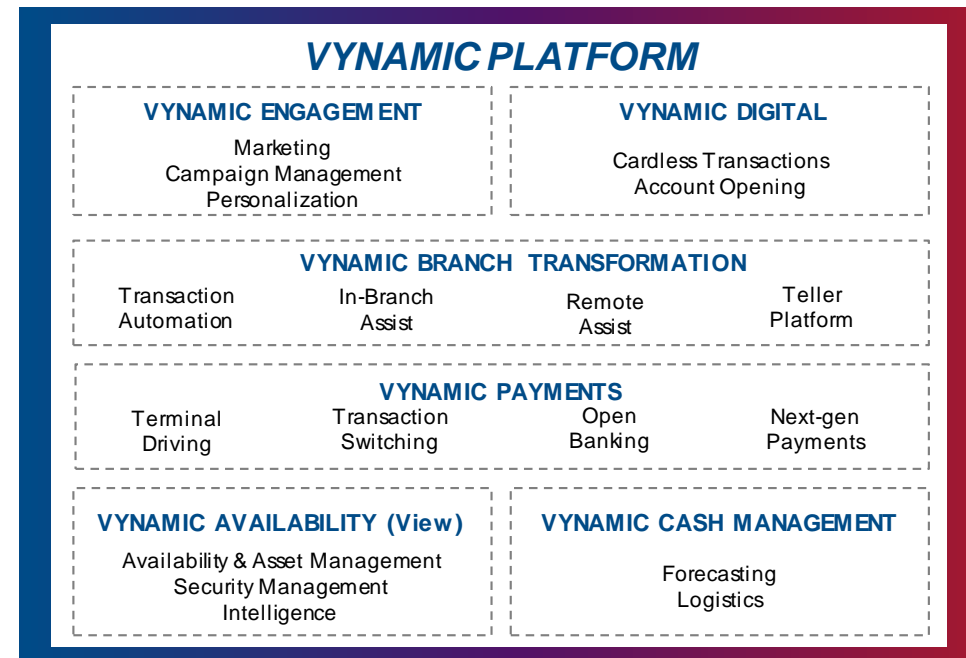 VYNAMIC PLATFORM
VYNAMIC ENGAGEMENT
Marketing
Campaign Management
Personalization
VYNAMIC DIGITAL
Cardless Transactions
Account Opening
VYNAMIC BRANCH TRANSFORMATION
Transaction
Automation
In-Branch
Assist
Remote
Assist
Teller
Platform
VYNAMIC PAYMENTS
Terminal
Driving
Transaction
Switching
Open
Banking
Next-gen
Payments
VYNAMIC AVAILABILITY (View)
Availability & Asset Management
Security Management
Intelligence
VYNAMIC CASH MANAGEMENT
Forecasting
Logistics